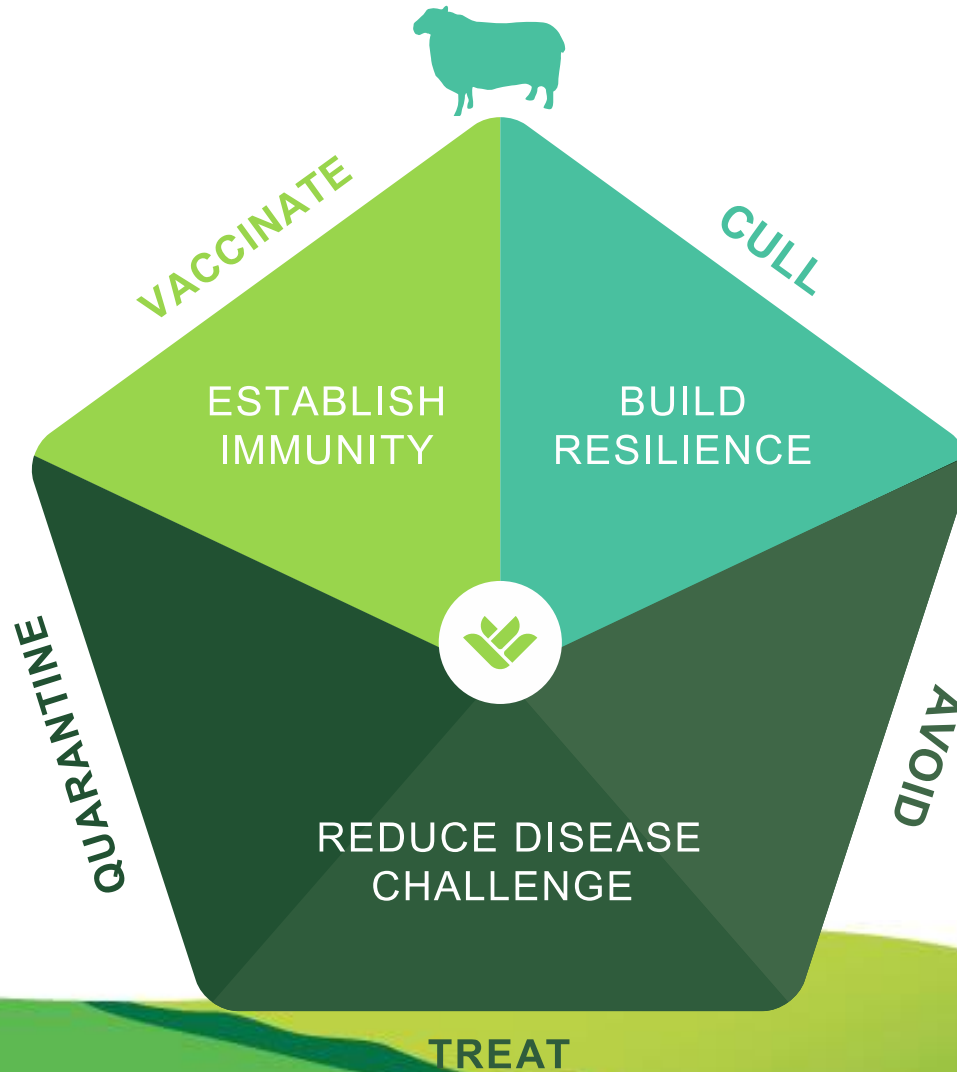 VACCINATE
CULL
ESTABLISH
IMMUNITY
BUILD
RESILIENCE
QUARANTINE
AVOID
REDUCE DISEASE
CHALLENGE
TREAT